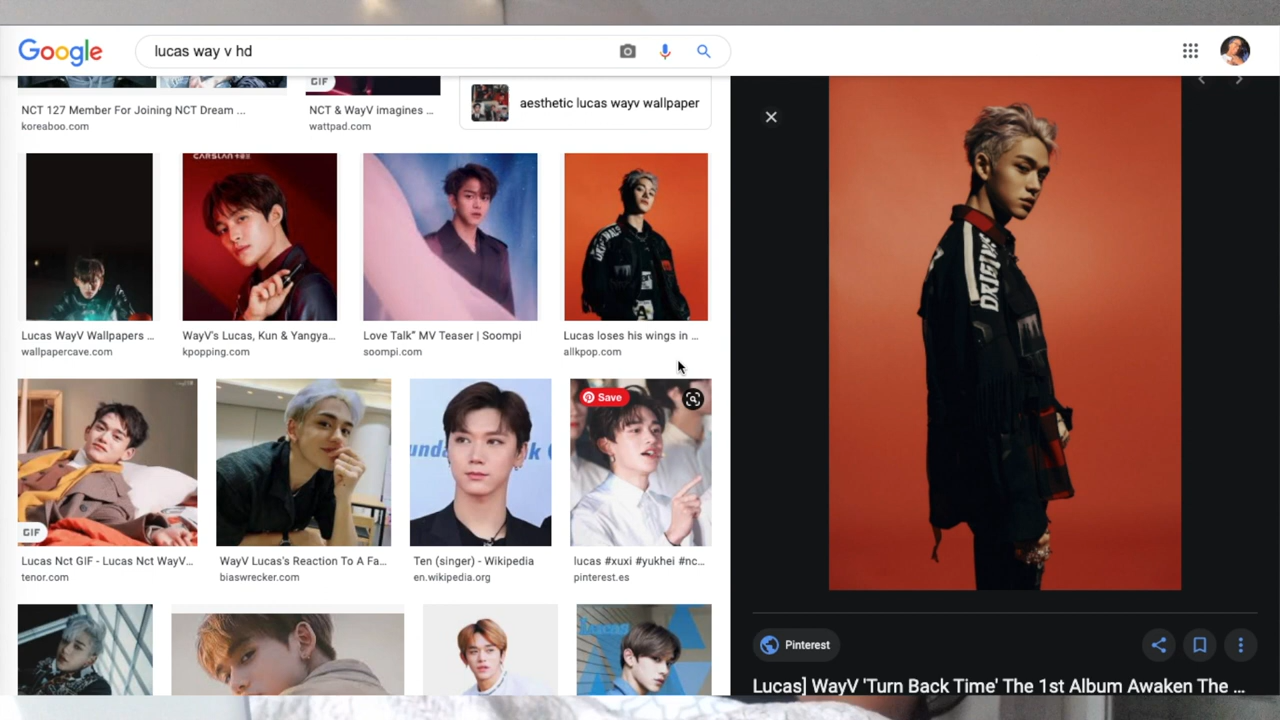 Google
lucas way v hd
GIF
NCT 127 Member For Joining NCT Dream ...
koreaboo.com
NCT & WayV imagines ...
wattpad.com
aesthetic lucas wayv wallpaper
CARSLAN
Lucas WayV Wallpapers ...
wallpapercave.com
WayV's Lucas, Kun & Yangya...
kpopping.com
Love Talk" MV Teaser | Soompi
soompi.com
Lucas loses his wings in ...
allkpop.com
Save
GIF
Lucas Nct GIF - Lucas Nct WayV...
tenor.com
WayV Lucas's Reaction To A Fa...
biaswrecker.com
Ten (singer) - Wikipedia
en.wikipedia.org
lucas #xuxi #yukhei #nc...
pinterest.es
Lucas
Pinterest
Lucas] WayV 'Turn Back Time' The 1st Album Awaken The ...